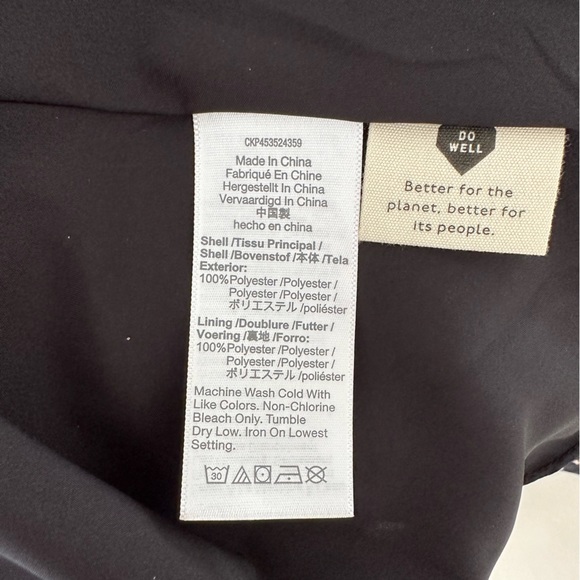 CKP453524359
Made In China
Fabriqué En Chine
Hergestellt In China
Vervaardigd In China
中国製
hecho en china
Shell /Tissu Principal /
Shell /Bovenstof /本体 /Tela
Exterior:
100%Polyester /Polyester /
Polyester /Polyester /
ポリエステル /poliéster
Lining /Doublure /Futter /
Voering /裏地 /Forro:
100%Polyester /Polyester /
Polyester /Polyester /
ポリエステル /poliéster
Machine Wash Cold With
Like Colors. Non-Chlorine
Bleach Only. Tumble
Dry Low. Iron On Lowest
Setting.
30
DO
WELL
Better for the
planet, better for
its people.